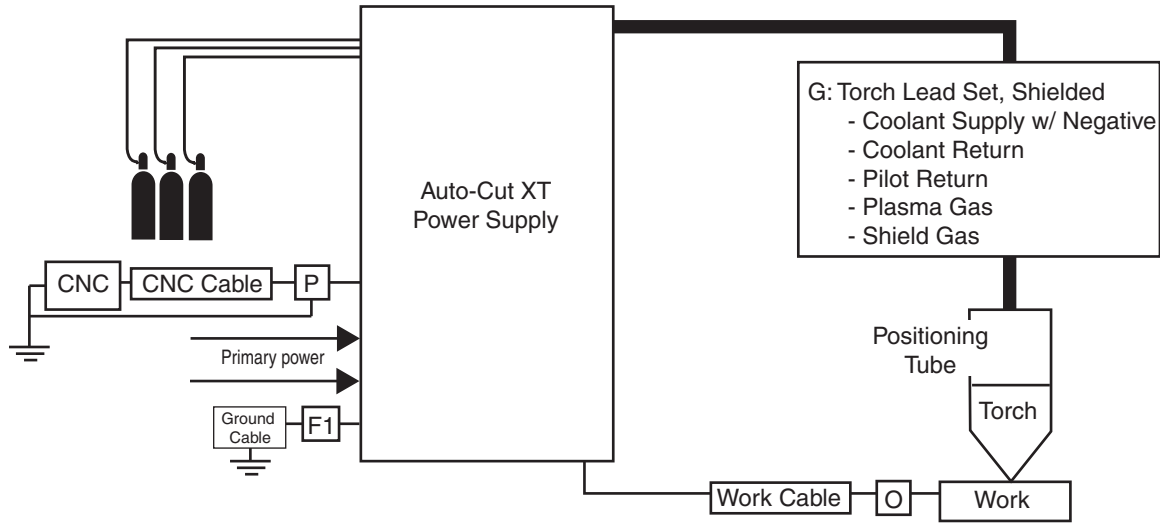 Auto-Cut XT
Power Supply
G: Torch Lead Set, Shielded
- Coolant Supply w/ Negative
- Coolant Return
- Pilot Return
- Plasma Gas
- Shield Gas
CNC
CNC Cable
P
Primary power
Ground
Cable
F1
Positioning
Tube
Torch
Work Cable
O
Work